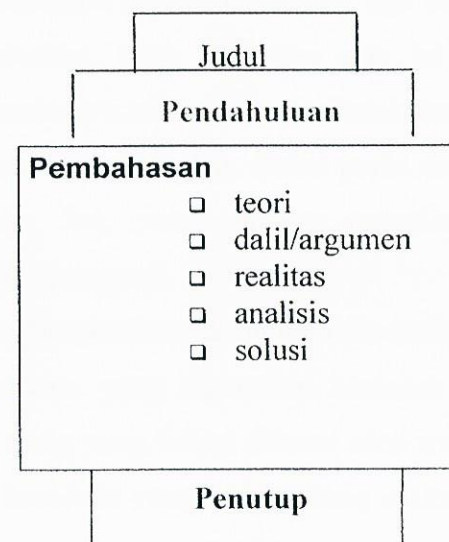 Judul
Pendahuluan
Pembahasan
❑ teori
❑ dalil/argumen
❑ realitas
❑ analisis
❑ solusi
Penutup